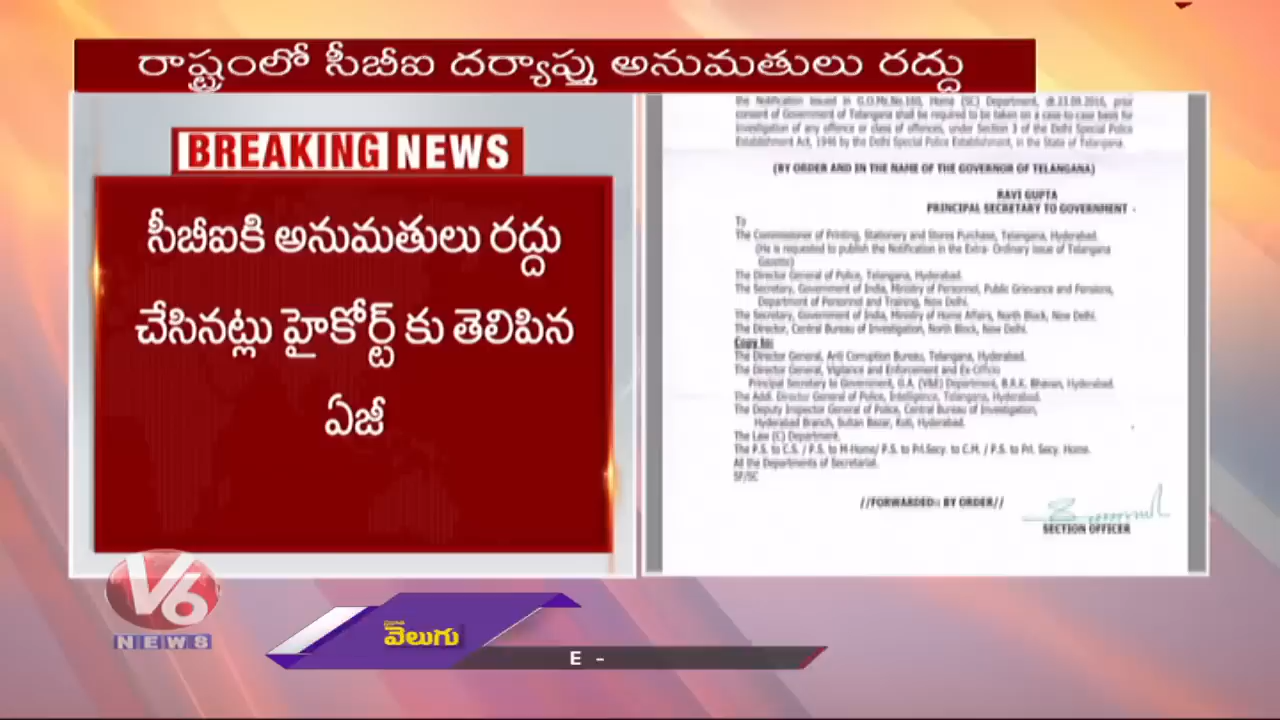 రాష్ట్రంలో సీబీఐ దర్యాప్తు అనుమతులు రద్దు
BREAKING NEWS
సీబీఐకి అనుమతులు రద్దు
చేసినట్లు హైకోర్ట్ కు తెలిపిన
ఏజీ
the Notification issued in G.O.Ms.No.160, Home (SC) Department, dt.23.09.2016, prior
consent of Government of Telangana shall be required to be taken on a case-to-case basis for
investigation of any offence or class of offences, under Section 3 of the Delhi Special Police
Establishment Act, 1946 by the Delhi Special Police Establishment, in the State of Telangana.
(BY ORDER AND IN THE NAME OF THE GOVERNOR OF TELANGANA)
RAVI GUPTA
PRINCIPAL SECRETARY TO GOVERNMENT
To
The Commissioner of Printing, Stationery and Stores Purchase, Telangana, Hyderabad.
(He is requested to publish the Notification in the Extra- Ordinary issue of Telangana
Gazette)
The Director General of Police, Telangana, Hyderabad.
The Secretary, Government of India, Ministry of Personnel, Public Grievance and Pensions,
Department of Personnel and Training, New Delhi.
The Secretary, Government of India, Ministry of Home Affairs, North Block, New Delhi.
The Director, Central Bureau of Investigation, North Block, New Delhi.
Copy to:
The Director General, Anti Corruption Bureau, Telangana, Hyderabad.
The Director General, Vigilance and Enforcement and Ex-Officio
Principal Secretary to Government, G.A. (V&E) Department, B.R.K. Bhavan, Hyderabad.
The Addl. Director General of Police, Intelligence, Telangana, Hyderabad.
The Deputy Inspector General of Police, Central Bureau of Investigation,
Hyderabad Branch, Sultan Bazar, Koti, Hyderabad.
The Law (C) Department.
The P.S. to C.S. / P.S. to M-Home/ P.S. to Prl.Secy. to C.M. / P.S. to Prl. Secy. Home.
All the Departments of Secretariat.
SF/SC
//FORWARDED:: BY ORDER//
SECTION OFFICER
V6
NEWS
వెలుగు
E -